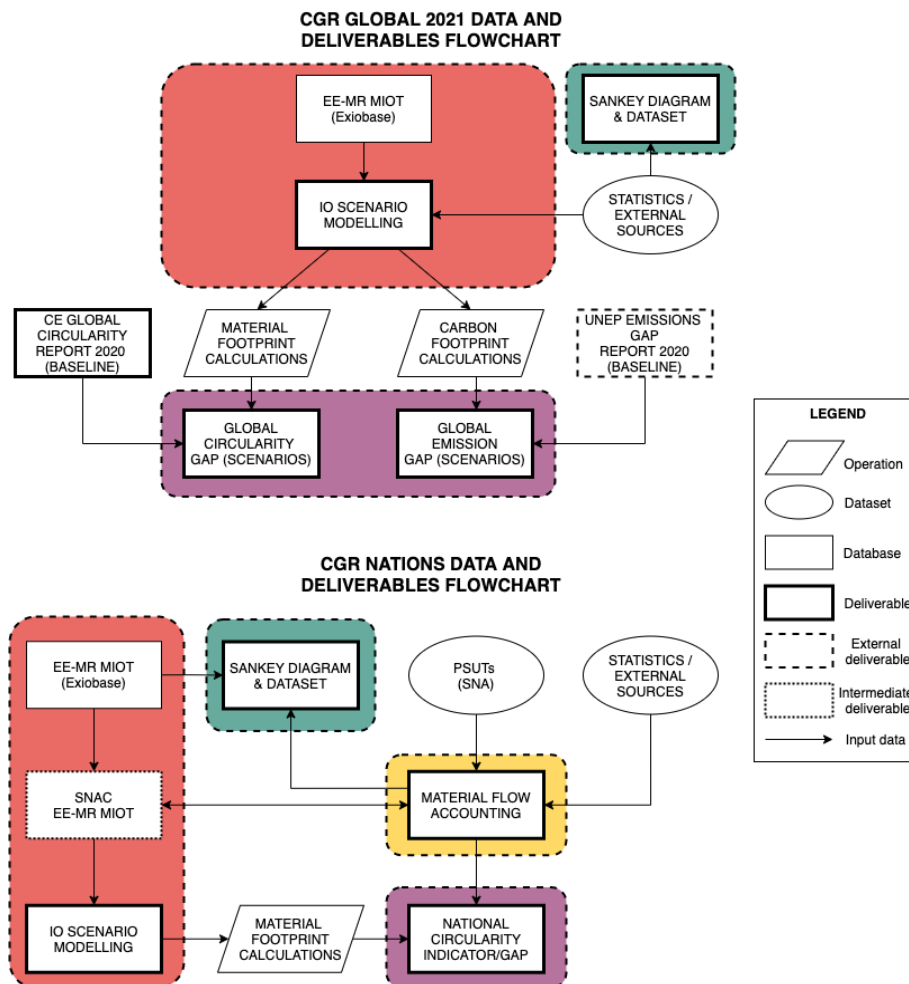 CGR GLOBAL 2021 DATA AND
DELIVERABLES FLOWCHART
EE-MR MIOT
(Exiobase)
SANKEY DIAGRAM
& DATASET
IO SCENARIO
MODELLING
STATISTICS /
EXTERNAL
SOURCES
CE GLOBAL
CIRCULARITY
REPORT 2020
(BASELINE)
MATERIAL
FOOTPRINT
CALCULATIONS
CARBON
FOOTPRINT
CALCULATIONS
UNEP EMISSIONS
GAP
REPORT 2020
(BASELINE)
GLOBAL
CIRCULARITY
GAP (SCENARIOS)
GLOBAL
EMISSION
GAP (SCENARIOS)
LEGEND
Operation
Dataset
Database
Deliverable
External
deliverable
Intermediate
deliverable
Input data
CGR NATIONS DATA AND
DELIVERABLES FLOWCHART
EE-MR MIOT
(Exiobase)
SANKEY DIAGRAM
& DATASET
PSUTs
(SNA)
STATISTICS /
EXTERNAL
SOURCES
SNAC
EE-MR MIOT
MATERIAL FLOW
ACCOUNTING
IO SCENARIO
MODELLING
MATERIAL
FOOTPRINT
CALCULATIONS
NATIONAL
CIRCULARITY
INDICATOR/GAP